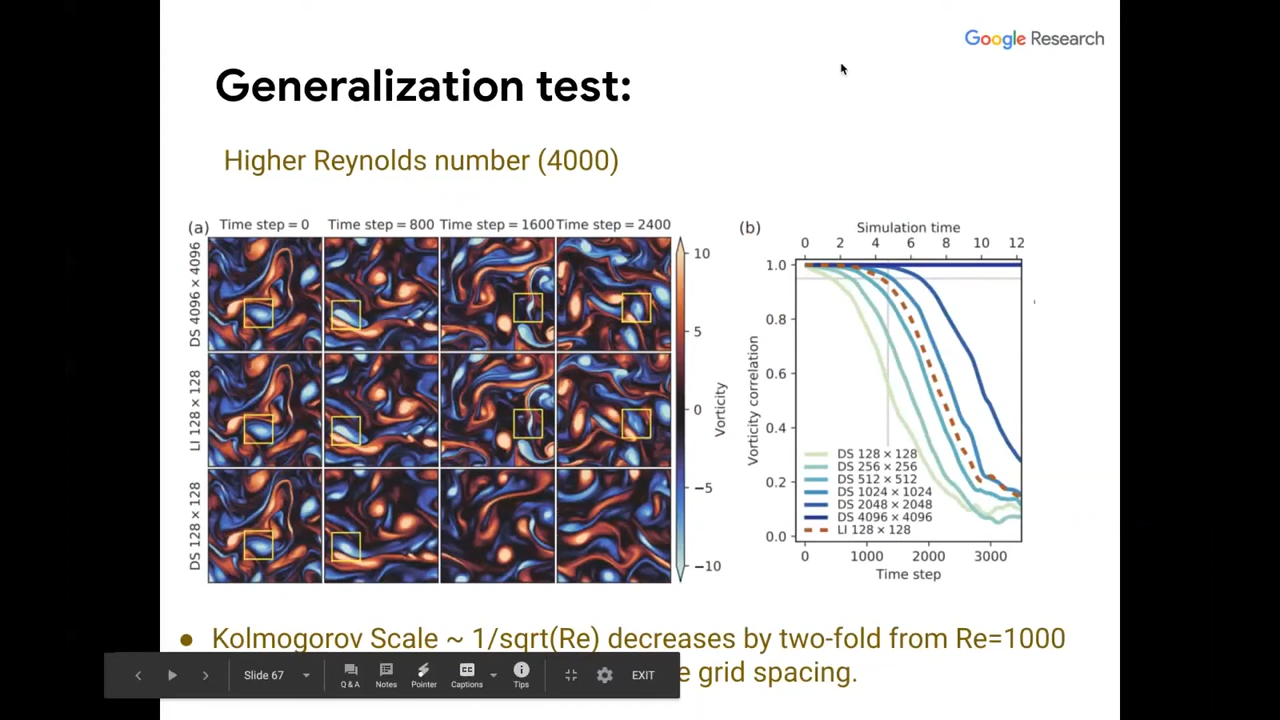 Google Research
Generalization test:
Higher Reynolds number (4000)
(a) Time step = 0 Time step = 800 Time step = 1600 Time step = 2400
DS 4096 × 4096
LI 128 × 128
DS 128 × 128
10
5
0
−5
−10
Vorticity
(b) Simulation time
0 2 4 6 8 10 12
1.0
0.8
0.6
0.4
0.2
0.0
Vorticity correlation
DS 128 × 128
DS 256 × 256
DS 512 × 512
DS 1024 × 1024
DS 2048 × 2048
DS 4096 × 4096
LI 128 × 128
0 1000 2000 3000
Time step
● Kolmogorov Scale ~ 1/sqrt(Re) decreases by two-fold from Re=1000
grid spacing.
Slide 67
Q & A
Notes
Pointer
CC
Captions
Tips
EXIT